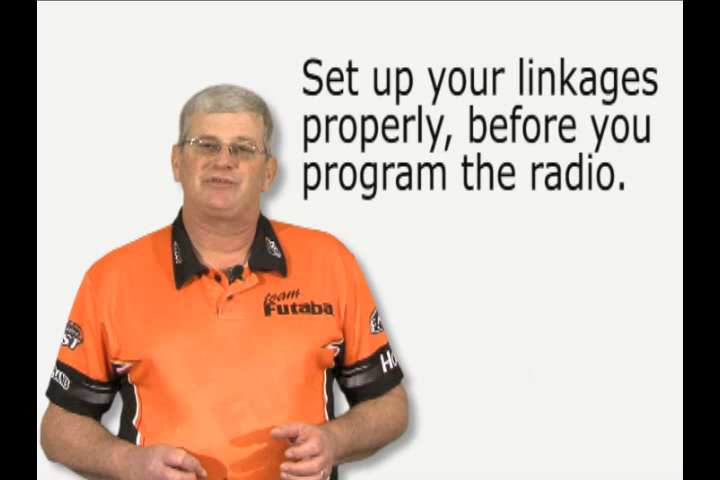 Set up your linkages
properly, before you
program the radio.
team
Futaba